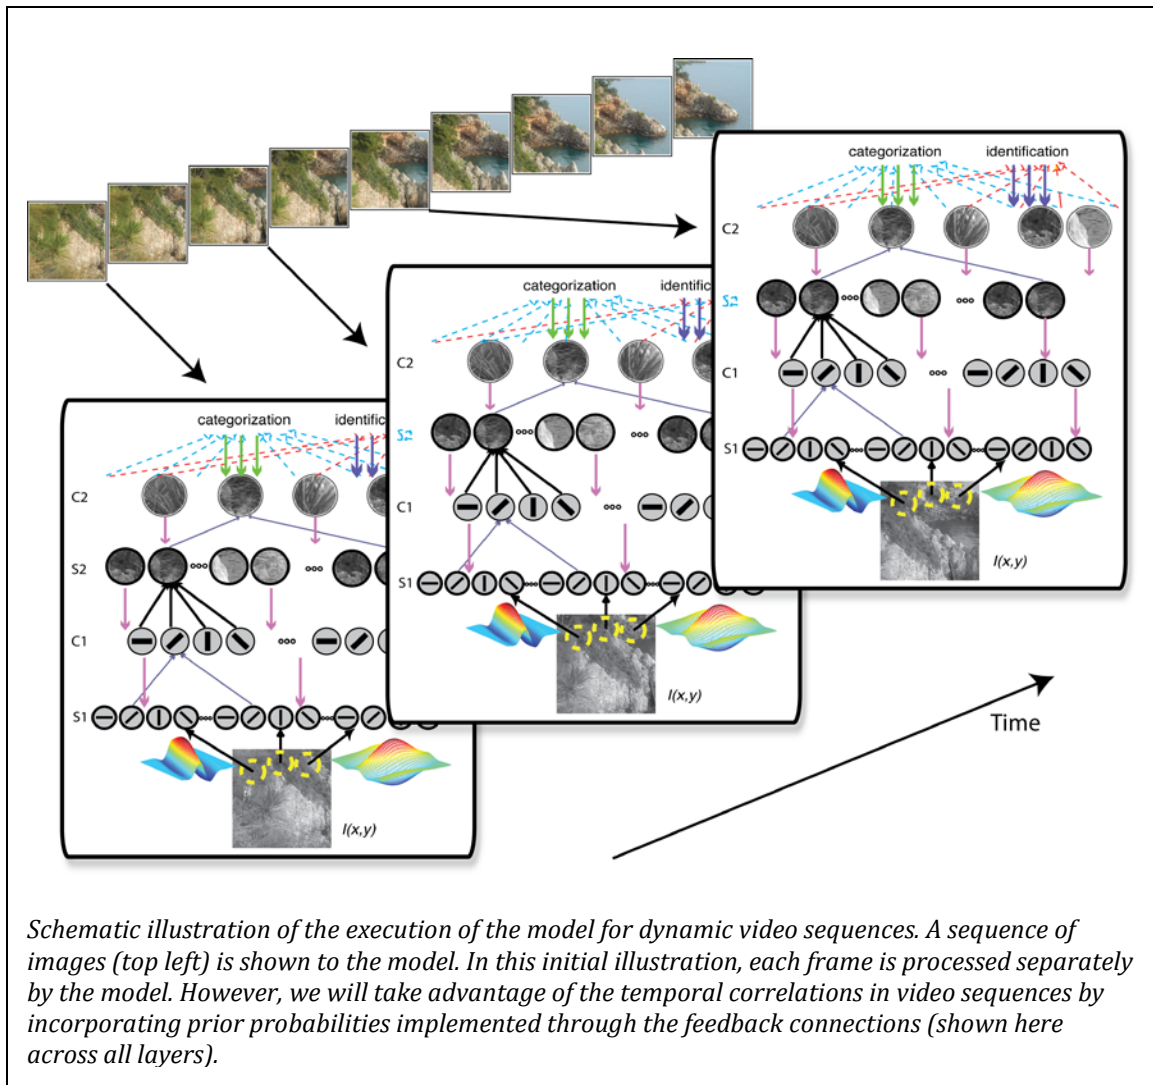 categorization identification
C2
S2
C1
S1
I(x,y)
categorization identifi
C2
S2
C1
S1
I(x,y)
categorization identific
C2
S2
C1
S1
I(x,y)
Time
Schematic illustration of the execution of the model for dynamic video sequences. A sequence of
images (top left) is shown to the model. In this initial illustration, each frame is processed separately
by the model. However, we will take advantage of the temporal correlations in video sequences by
incorporating prior probabilities implemented through the feedback connections (shown here
across all layers).